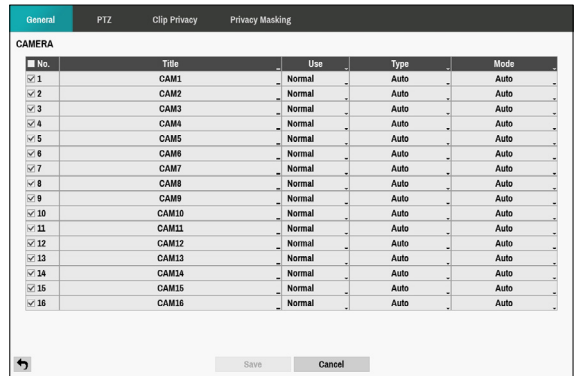 General PTZ Clip Privacy Privacy Masking
CAMERA
No. Title Use Type Mode
1 CAM1 Normal Auto Auto
2 CAM2 Normal Auto Auto
3 CAM3 Normal Auto Auto
4 CAM4 Normal Auto Auto
5 CAM5 Normal Auto Auto
6 CAM6 Normal Auto Auto
7 CAM7 Normal Auto Auto
8 CAM8 Normal Auto Auto
9 CAM9 Normal Auto Auto
10 CAM10 Normal Auto Auto
11 CAM11 Normal Auto Auto
12 CAM12 Normal Auto Auto
13 CAM13 Normal Auto Auto
14 CAM14 Normal Auto Auto
15 CAM15 Normal Auto Auto
16 CAM16 Normal Auto Auto
Save Cancel